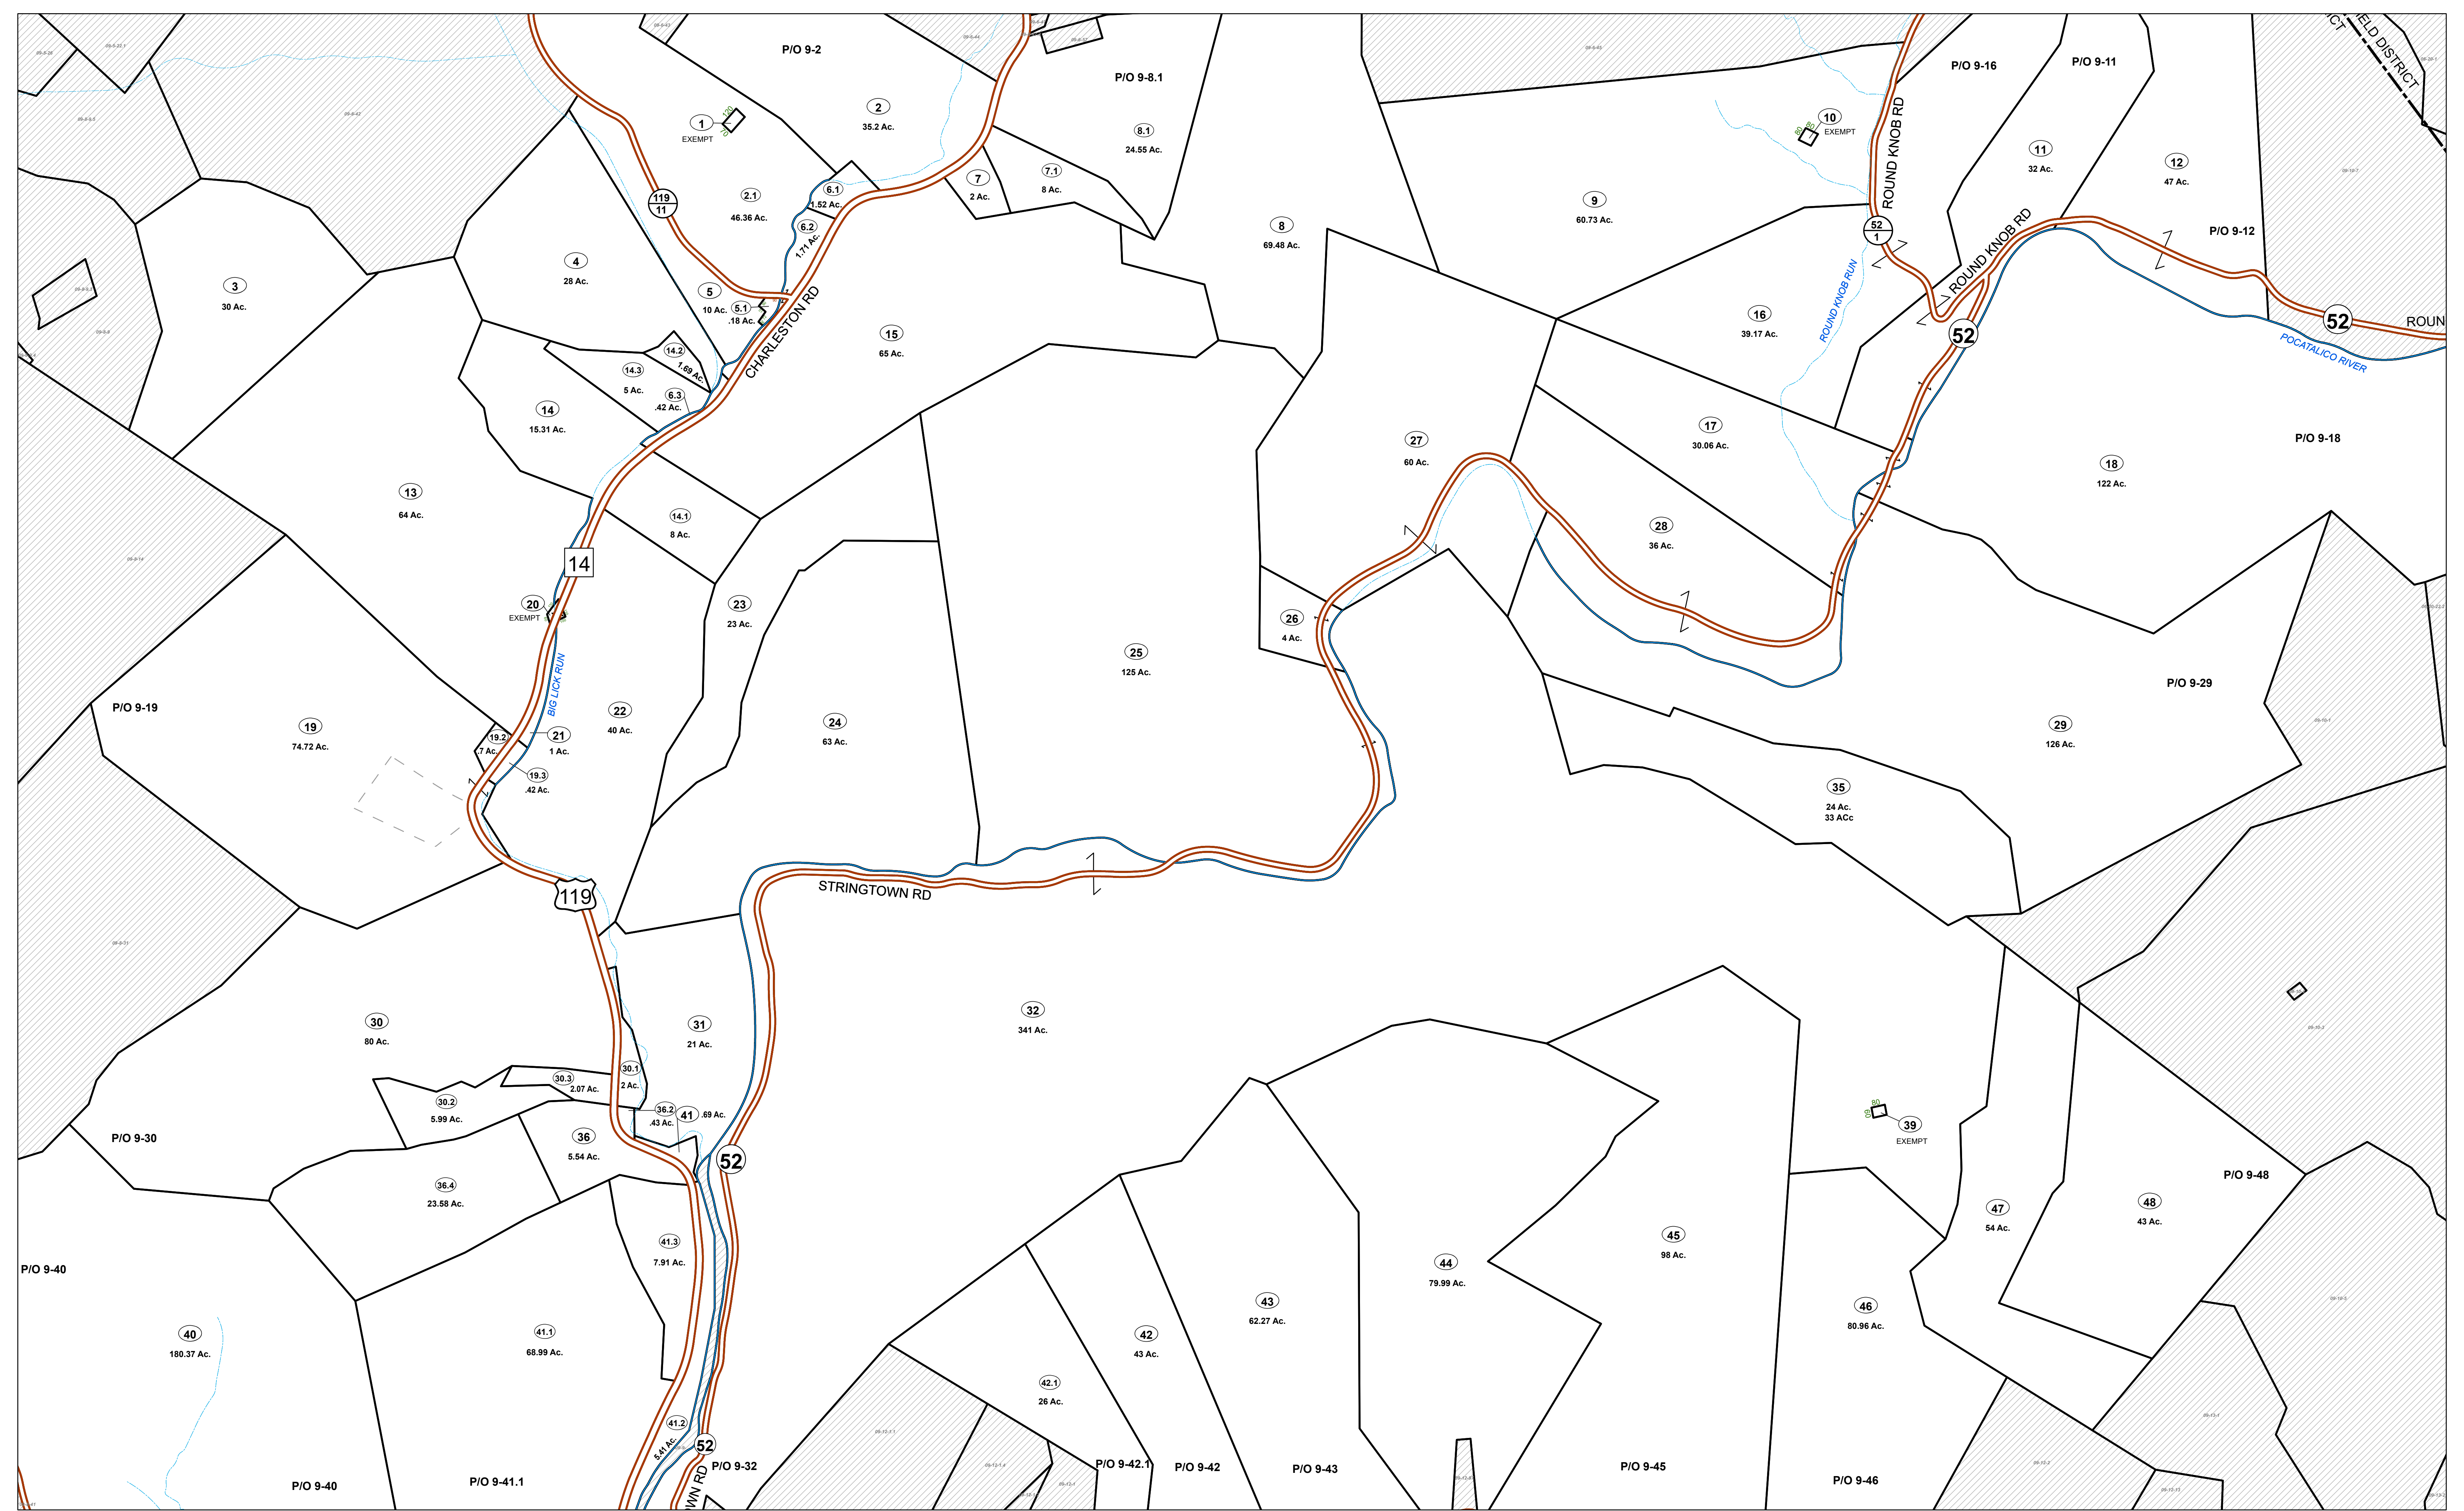 FIELD DISTRICT
P/O 9-2
P/O 9-8.1
P/O 9-16
P/O 9-11
2
35.2 Ac.
1
EXEMPT
120
70
8.1
24.55 Ac.
10
EXEMPT
80
80
ROUND KNOB RD
11
32 Ac.
12
47 Ac.
P/O 9-12
7
2 Ac.
7.1
8 Ac.
119
11
2.1
46.36 Ac.
6.1
1.52 Ac.
6.2
1.71 Ac.
8
69.48 Ac.
9
60.73 Ac.
52
1
ROUND KNOB RD
3
30 Ac.
4
28 Ac.
5
10 Ac.
5.1
.18 Ac.
CHARLESTON RD
15
65 Ac.
16
39.17 Ac.
ROUND KNOB RUN
52
52
ROUN
POCATALICO RIVER
14.2
1.69 Ac.
14.3
5 Ac.
6.3
.42 Ac.
14
15.31 Ac.
27
60 Ac.
17
30.06 Ac.
P/O 9-18
18
122 Ac.
13
64 Ac.
14.1
8 Ac.
28
36 Ac.
14
20
EXEMPT
23
23 Ac.
26
4 Ac.
25
125 Ac.
BIG LICK RUN
P/O 9-19
19
74.72 Ac.
22
40 Ac.
24
63 Ac.
P/O 9-29
29
126 Ac.
19.2
.7 Ac.
21
1 Ac.
19.3
.42 Ac.
35
24 Ac.
33 ACc
119
STRINGTOWN RD
30
80 Ac.
31
21 Ac.
32
341 Ac.
30.1
2 Ac.
30.3
2.07 Ac.
30.2
5.99 Ac.
36.2
.43 Ac.
41
.69 Ac.
36
5.54 Ac.
P/O 9-30
52
80
60
39
EXEMPT
36.4
23.58 Ac.
P/O 9-48
47
54 Ac.
48
43 Ac.
41.3
7.91 Ac.
P/O 9-40
45
98 Ac.
44
79.99 Ac.
43
62.27 Ac.
46
80.96 Ac.
40
180.37 Ac.
41.1
68.99 Ac.
42
43 Ac.
42.1
26 Ac.
41.2
5.41 Ac.
52
P/O 9-32
P/O 9-40
P/O 9-41.1
P/O 9-42.1
P/O 9-42
P/O 9-43
P/O 9-45
P/O 9-46
OWN RD